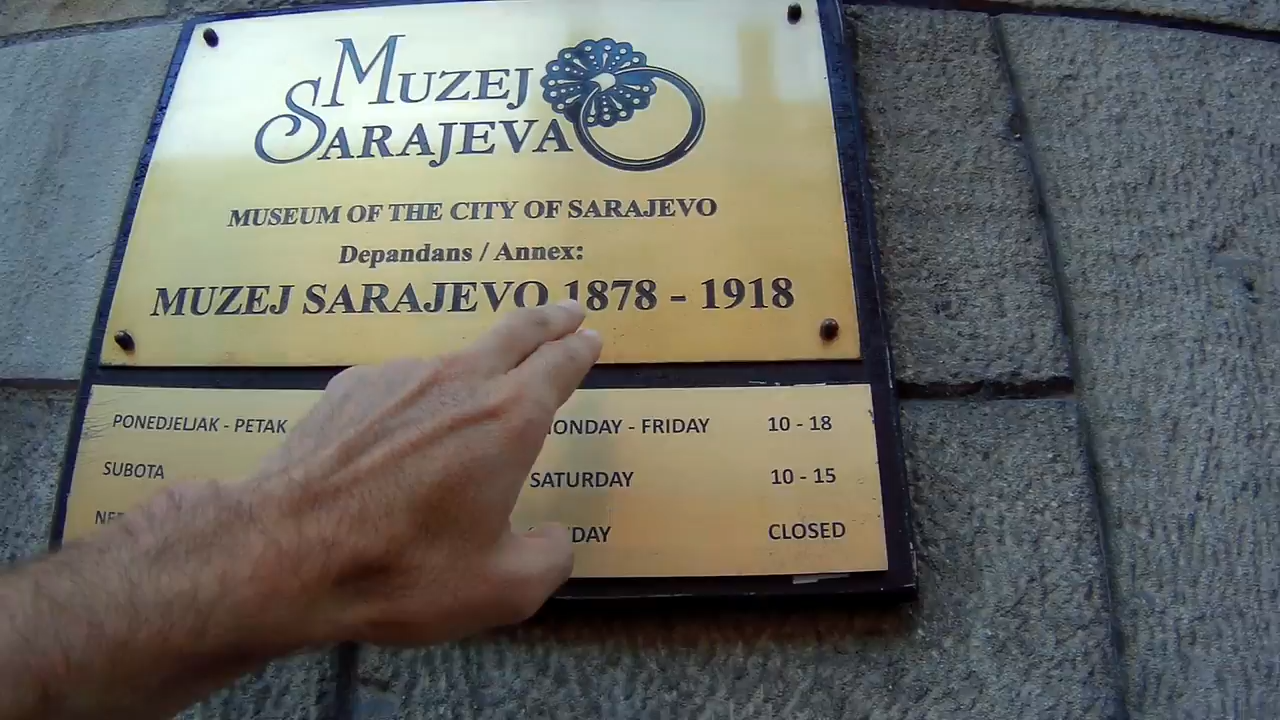 MUZEJ
SARAJEVA
MUSEUM OF THE CITY OF SARAJEVO
Depandans / Annex:
MUZEJ SARAJEVO 1878 - 1918
PONEDJELJAK - PETAK MONDAY - FRIDAY 10 - 18
SUBOTA SATURDAY 10 - 15
CLOSED